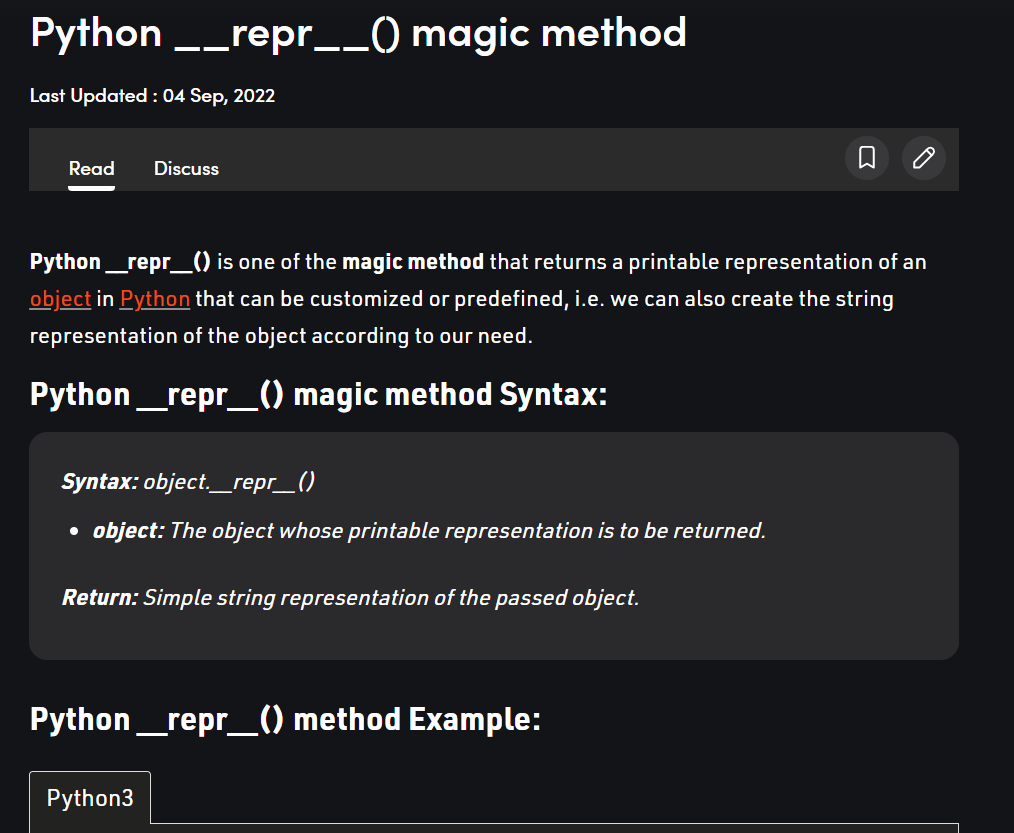 Python __repr__() magic method
Last Updated : 04 Sep, 2022
Read Discuss
Python __repr__() is one of the magic method that returns a printable representation of an
object in Python that can be customized or predefined, i.e. we can also create the string
representation of the object according to our need.
Python __repr__() magic method Syntax:
Syntax: object.__repr__()
• object: The object whose printable representation is to be returned.
Return: Simple string representation of the passed object.
Python __repr__() method Example:
Python3